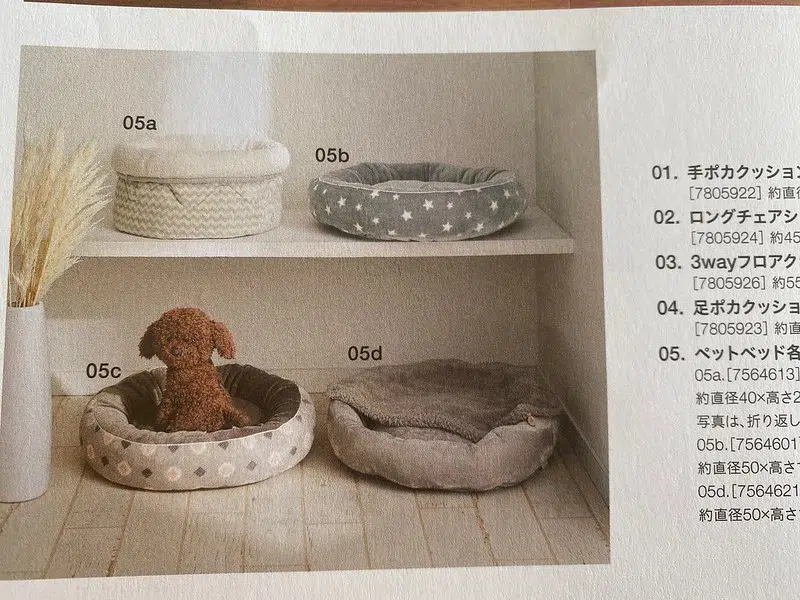 05a
05b
05c
05d
01. 手ポカクッション
[7805922] 約直径
02. ロングチェアシ
[7805924] 約45
03. 3wayフロアク
[7805926] 約55
04. 足ポカクッショ
[7805923] 約直
05. ペットベッド各
05a.[7564613]
約直径40×高さ2
写真は、折り返し
05b.[7564601
約直径50×高さ
05d.[7564621
約直径50×高さ